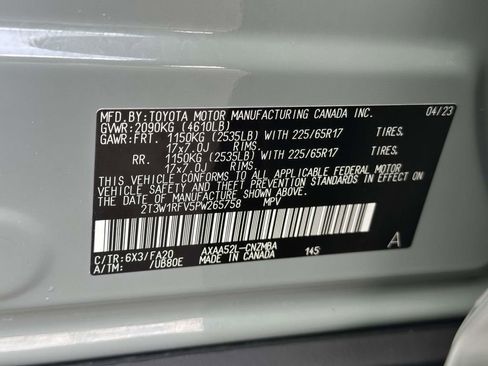 MFD. BY: TOYOTA MOTOR MANUFACTURING CANADA INC. 04/23
GVWR: 2090KG (4610LB)
GAWR: FRT. 1150KG (2535LB) WITH 225/65R17 TIRES,
17x7.0J RIMS.
RR. 1150KG (2535LB) WITH 225/65R17 TIRES,
17x7.0J RIMS.
THIS VEHICLE CONFORMS TO ALL APPLICABLE FEDERAL MOTOR
VEHICLE SAFETY STANDARDS IN EFFECT ON
THE DATE OF MANUFACTURE SHOWN ABOVE.
2T3W1RFV5PW265758 MPV
A
C/TR: 6X3/FA20 AXAA52L-CNZMBA 145
A/TM: /UB80E MADE IN CANADA